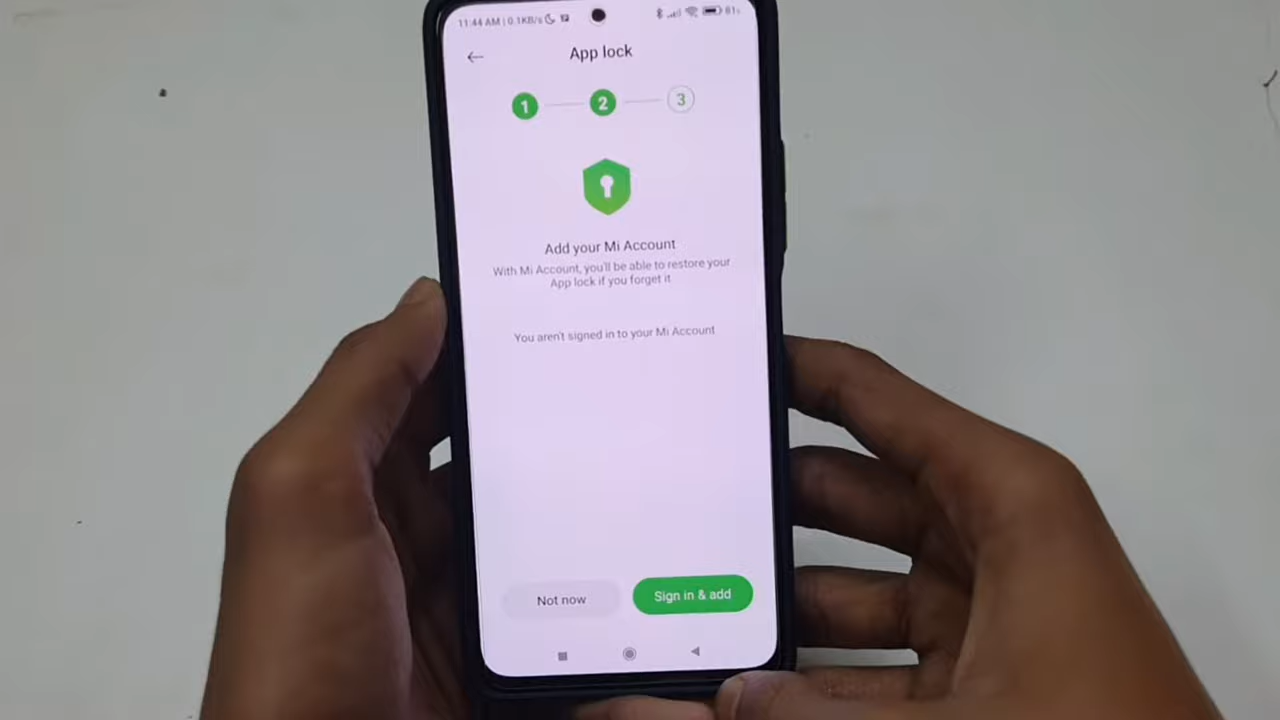 11:44 AM | 0.1KB/s
81
App lock
1 2 3
Add your Mi Account
With Mi Account, you'll be able to restore your
App lock if you forget it
You aren't signed in to your Mi Account
Not now
Sign in & add